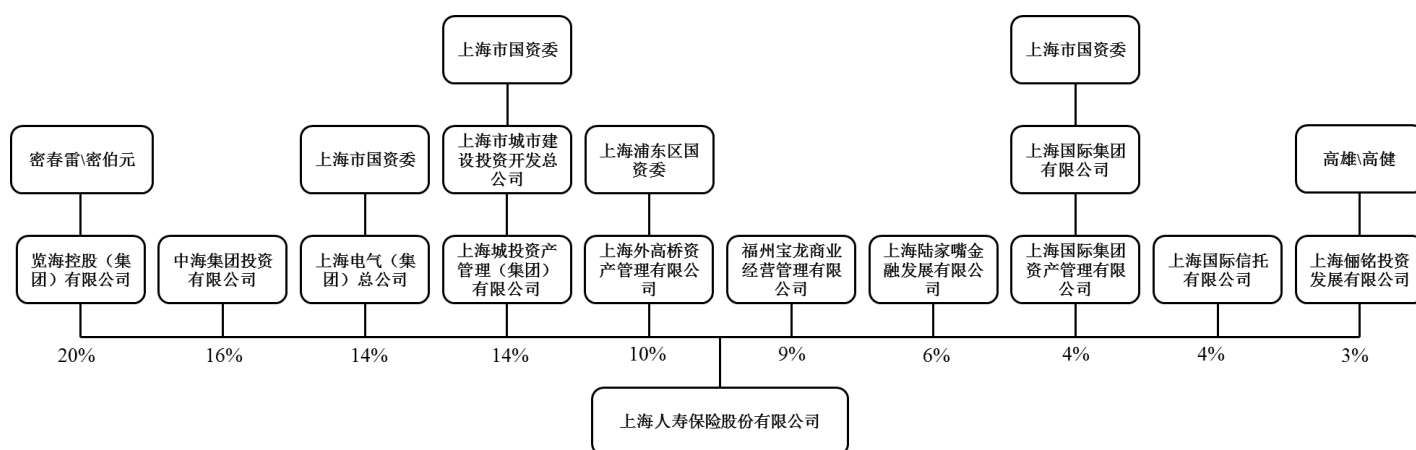 上海市国资委
上海市国资委
密春雷\密伯元
上海市国资委
上海市城市建
设投资开发总
公司
上海浦东区国
资委
上海国际集团
有限公司
高雄\高健
览海控股（集
团）有限公司
中海集团投资
有限公司
上海电气（集
团）总公司
上海城投资产
管理（集团）
有限公司
上海外高桥资
产管理有限公
司
福州宝龙商业
经营管理有限
公司
上海陆家嘴金
融发展有限公
司
上海国际集团
资产管理有限
公司
上海国际信托
有限公司
上海俪铭投资
发展有限公司
20%
16%
14%
14%
10%
9%
6%
4%
4%
3%
上海人寿保险股份有限公司